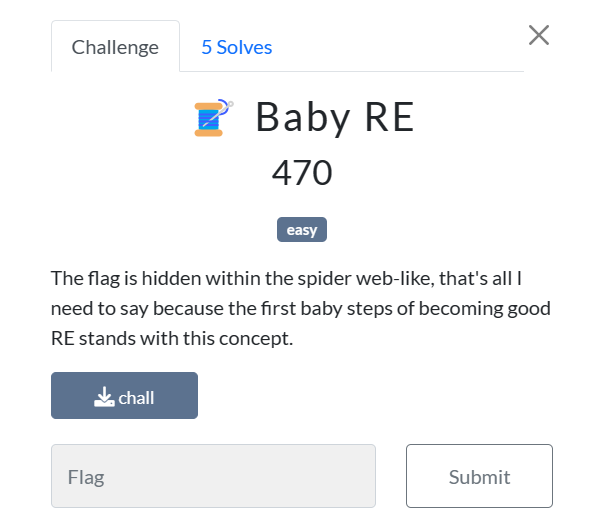 Challenge
5 Solves
Baby RE
470
easy
The flag is hidden within the spider web-like, that's all I
need to say because the first baby steps of becoming good
RE stands with this concept.
chall
Flag
Submit